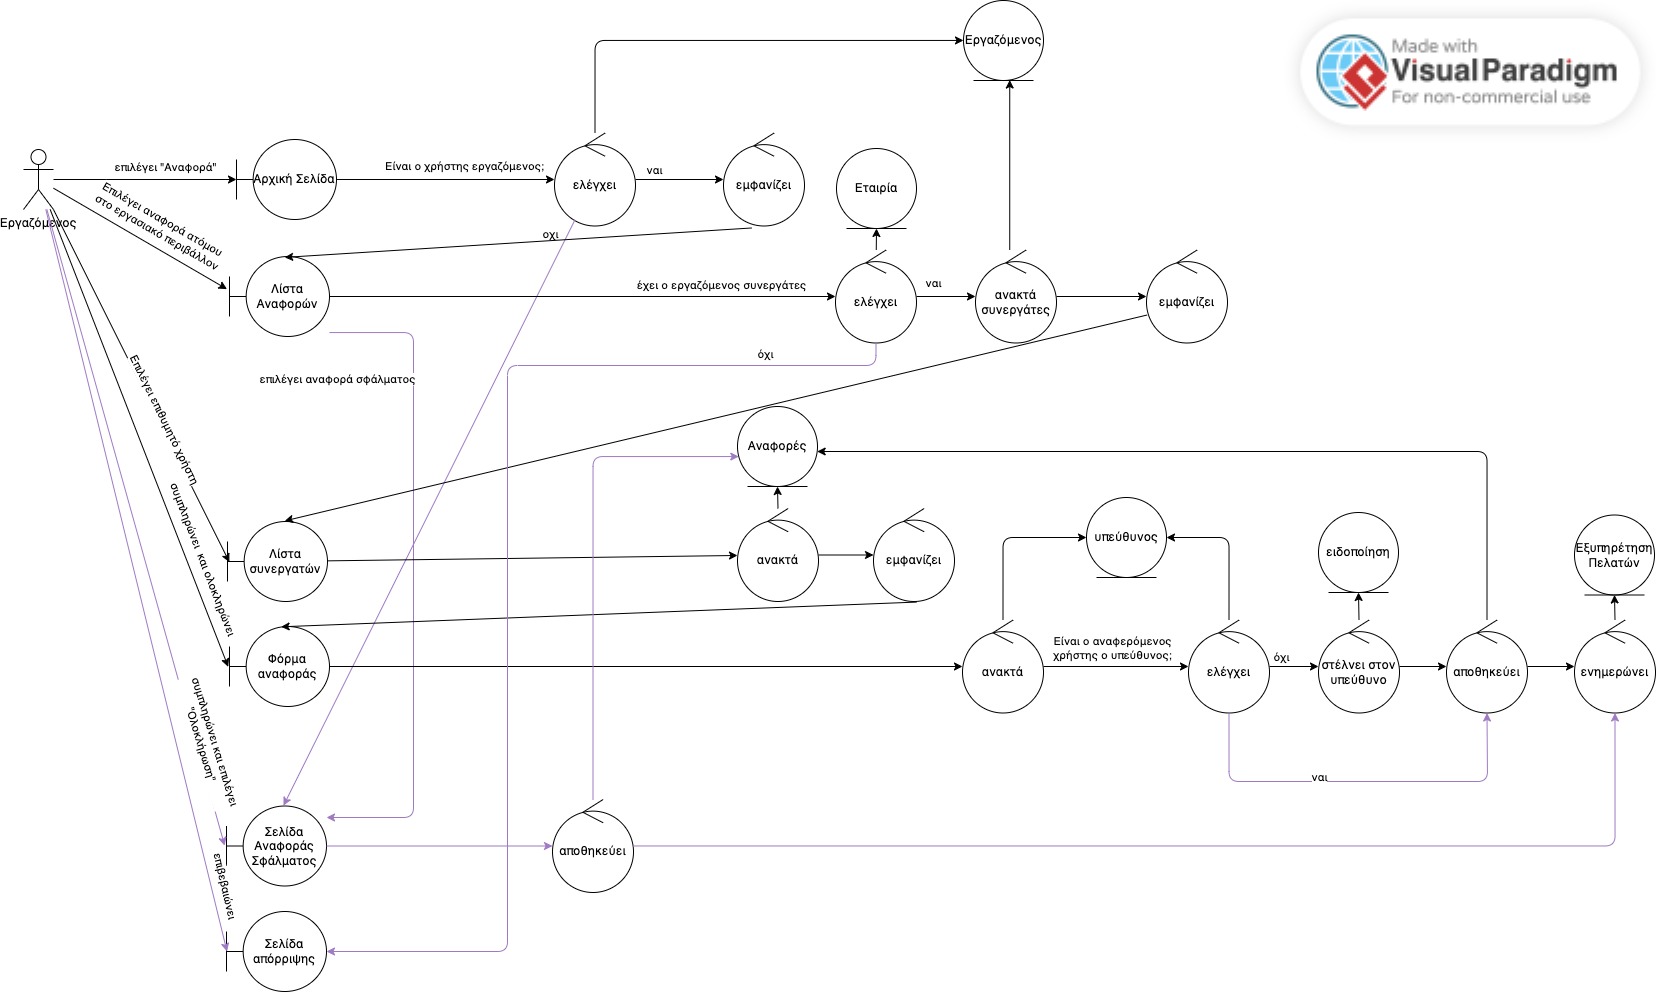 Εργαζόμενος
Made with
Visual Paradigm
For non-commercial use
επιλέγει "Αναφορά"
Αρχική Σελίδα
Είναι ο χρήστης εργαζόμενος;
ελέγχει
ναι
εμφανίζει
Εταιρία
Εργαζόμενος
Επιλέγει αναφορά ατόμου
στο εργασιακό περιβάλλον
οχι
Λίστα
Αναφορών
έχει ο εργαζόμενος συνεργάτες
ελέγχει
ναι
ανακτά
συνεργάτες
εμφανίζει
όχι
επιλέγει αναφορά σφάλματος
Επιλέγει επιθυμητό χρήστη
Αναφορές
συμπληρώνει και ολοκληρώνει
Λίστα
συνεργατών
ανακτά
εμφανίζει
υπεύθυνος
ειδοποίηση
Εξυπηρέτηση
Πελατών
Φόρμα
αναφοράς
ανακτά
Είναι ο αναφερόμενος
χρήστης ο υπεύθυνος;
ελέγχει
όχι
στέλνει στον
υπεύθυνο
αποθηκεύει
ενημερώνει
συμπληρώνει και επιλέγει
"Ολοκλήρωση"
ναι
Σελίδα
Αναφοράς
Σφάλματος
αποθηκεύει
επιβεβαιώνει
Σελίδα
απόρριψης